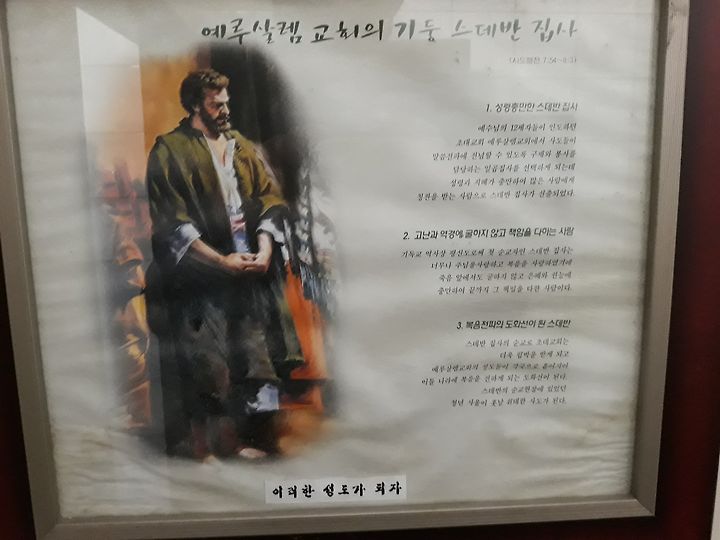 예루살렘 교회의 기둥 스데반 집사
(사도행전 7:54~8:3)
1. 성령충만한 스데반 집사
예수님의 12제자들이 인도하던
초대교회 예루살렘교회에서 사도들이
말씀전파에 전념할 수 있도록 구제와 봉사를
담당하는 일곱집사를 선택하게 되는데
성령과 지혜가 충만하여 많은 사람에게
칭찬을 받는 사람으로 스데반 집사가 선출되었다.
2. 고난과 역경에 굴하지 않고 책임을 다하는 사람
기독교 역사상 평신도로써 첫 순교자인 스데반 집사는
너무나 주님을사랑하고 복음을 사랑하였기에
죽음 앞에서도 굴하지 않고 은혜와 권능에
충만하여 끝까지 그 책임을 다한 사람이다.
3. 복음전파의 도화선이 된 스데반
스데반 집사의 순교로 초대교회는
더욱 핍박을 받게 되고
예루살렘교회의 성도들이 각국으로 흩어지며
이들 나라에 복음을 전하게 되는 도화선이 된다.
스데반의 순교현장에 있었던
청년 사울이 훗날 위대한 사도가 된다.
이러한 성도가 되자